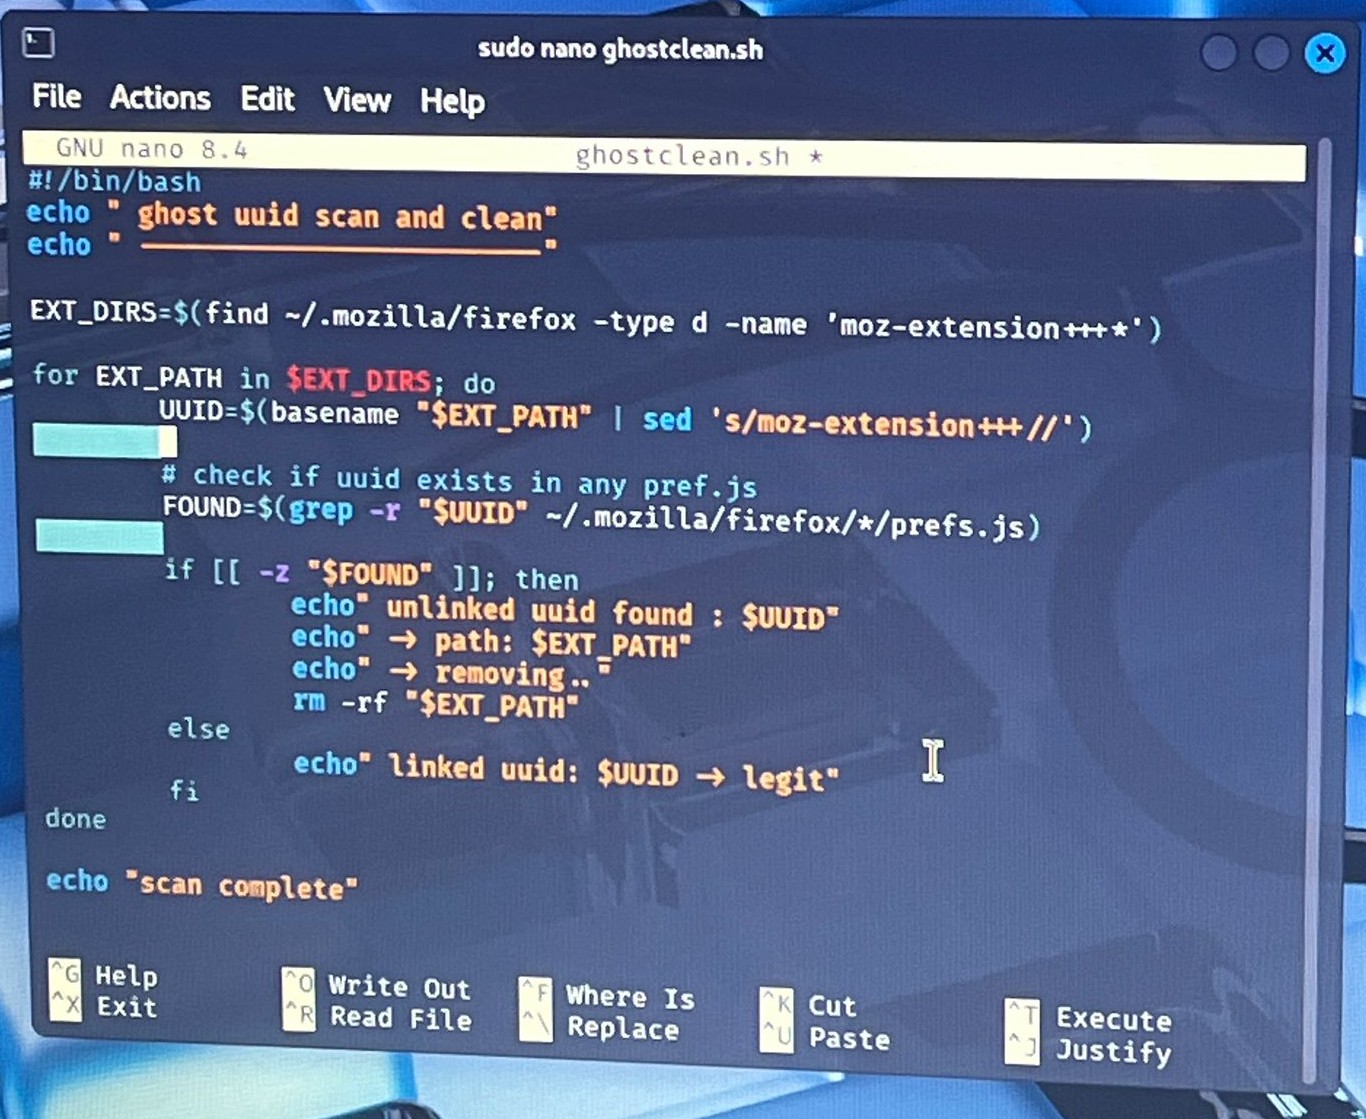 sudo nano ghostclean.sh
File Actions Edit View Help
GNU nano 8.4 ghostclean.sh *
#!/bin/bash
echo " ghost uuid scan and clean"
echo " _________________________"
EXT_DIRS=$(find ~/.mozilla/firefox -type d -name 'moz-extension+++*')
for EXT_PATH in $EXT_DIRS; do
UUID=$(basename "$EXT_PATH" | sed 's/moz-extension+++//')
# check if uuid exists in any pref.js
FOUND=$(grep -r "$UUID" ~/.mozilla/firefox/*/prefs.js)
if [[ -z "$FOUND" ]]; then
echo" unlinked uuid found : $UUID"
echo" → path: $EXT_PATH"
echo" → removing.. "
rm -rf "$EXT_PATH"
else
echo" linked uuid: $UUID → legit"
fi
done
echo "scan complete"
^G Help ^O Write Out ^F Where Is ^K Cut ^T Execute
^X Exit ^R Read File ^\ Replace ^U Paste ^J Justify